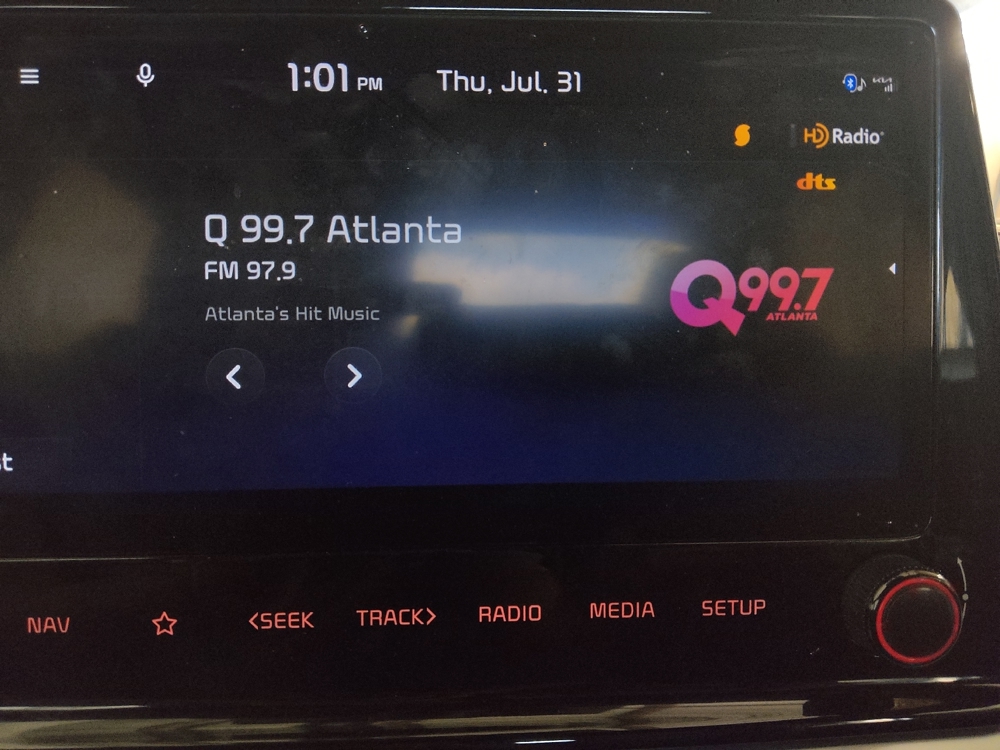 1:01 PM Thu, Jul. 31
HD Radio
dts
Q 99.7 Atlanta
FM 97.9
Atlanta's Hit Music
Q99.7
ATLANTA
st
NAV <SEEK TRACK> RADIO MEDIA SETUP